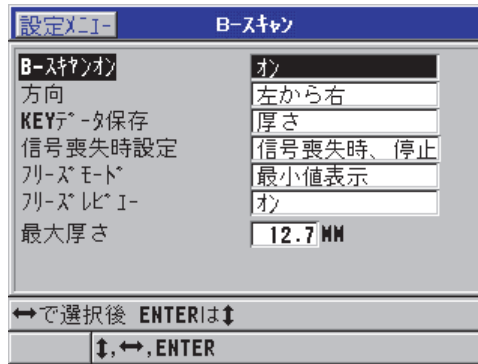 設定ﾒﾆｭｰ B-ｽｷｬﾝ
B-ｽｷｬﾝｵﾝ ｵﾝ
方向 左から右
KEYﾃﾞｰﾀ保存 厚さ
信号喪失時設定 信号喪失時、停止
ﾌﾘｰｽﾞﾓｰﾄﾞ 最小値表示
ﾌﾘｰｽﾞﾚﾋﾞｭｰ ｵﾝ
最大厚さ 12.7 MM
↔で選択後 ENTERは↕
↕,↔,ENTER